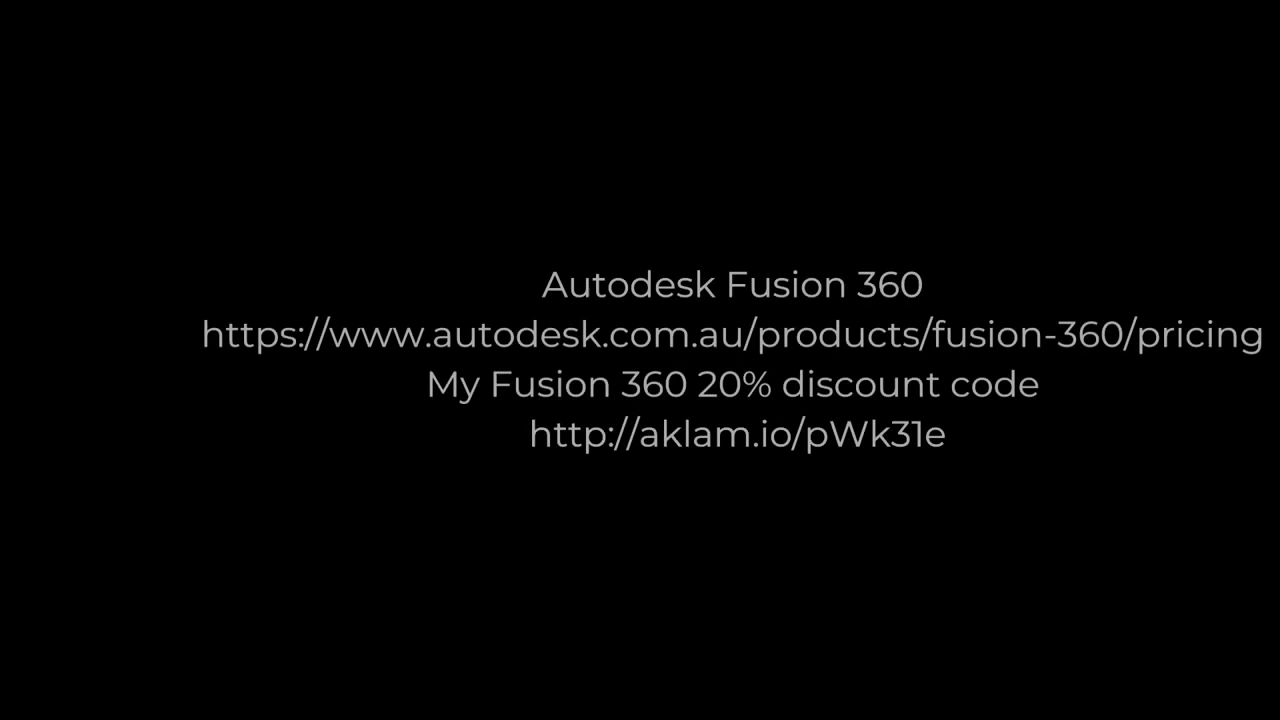 Autodesk Fusion 360
https://www.autodesk.com.au/products/fusion-360/pricing
My Fusion 360 20% discount code
http://aklam.io/pWk31e